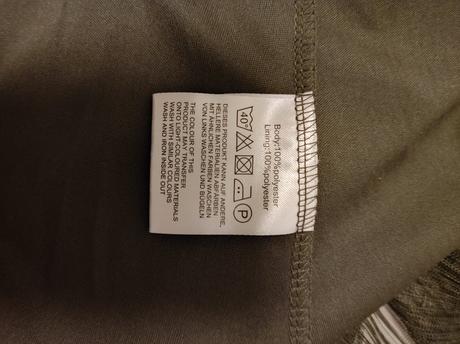 Body:100%polyester
Lining:100%polyester
40°
P
DIESES PRODUKT KANN AUF ANDERE,
HELLERE MATERIALIEN ABFÄRBEN
MIT ÄHNLICHEN FARBEN WASCHEN
VON LINKS WASCHEN UND BÜGELN
THE COLOUR OF THIS
PRODUCT MAY TRANSFER
ONTO LIGHT-COLOURED MATERIALS
WASH WITH SIMILAR COLOURS
WASH AND IRON INSIDE OUT